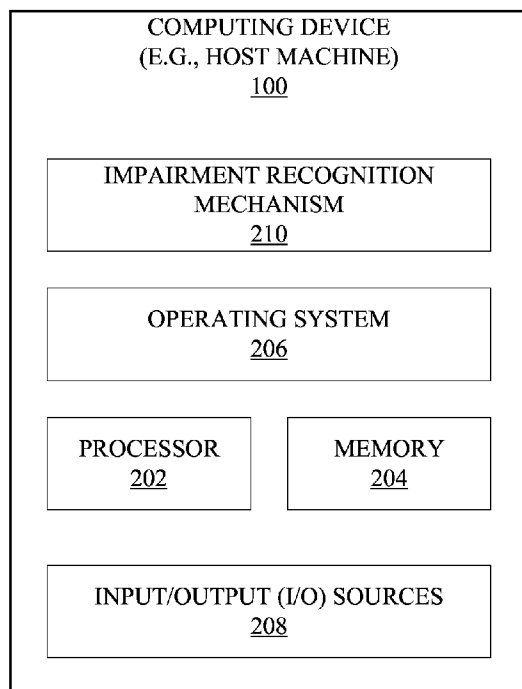 COMPUTING DEVICE
(E.G., HOST MACHINE)
100
IMPAIRMENT RECOGNITION
MECHANISM
210
OPERATING SYSTEM
206
PROCESSOR
202
MEMORY
204
INPUT/OUTPUT (I/O) SOURCES
208